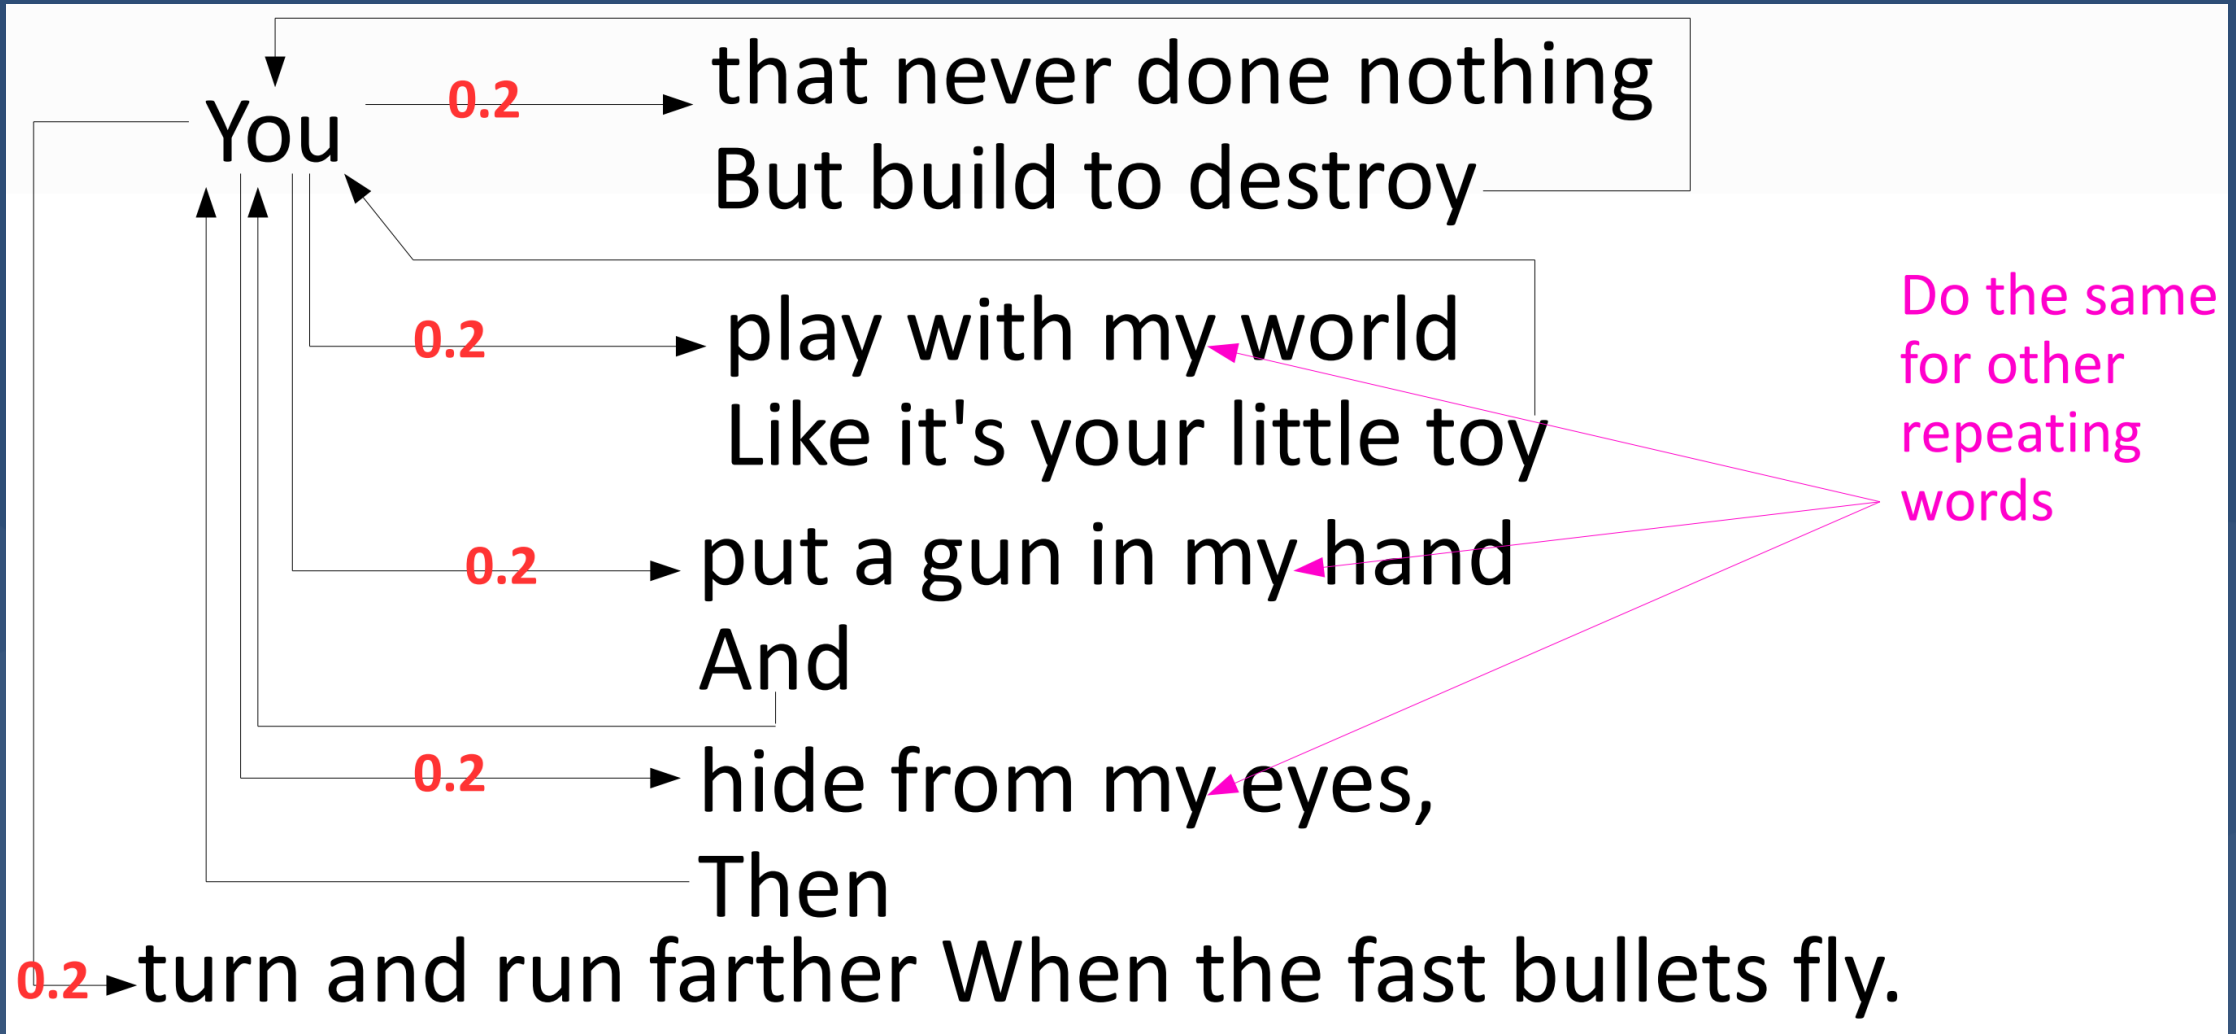 You
0.2
that never done nothing
But build to destroy
0.2
play with my world
Like it's your little toy
0.2
put a gun in my hand
And
0.2
hide from my eyes,
Then
0.2
turn and run farther When the fast bullets fly.
Do the same
for other
repeating
words